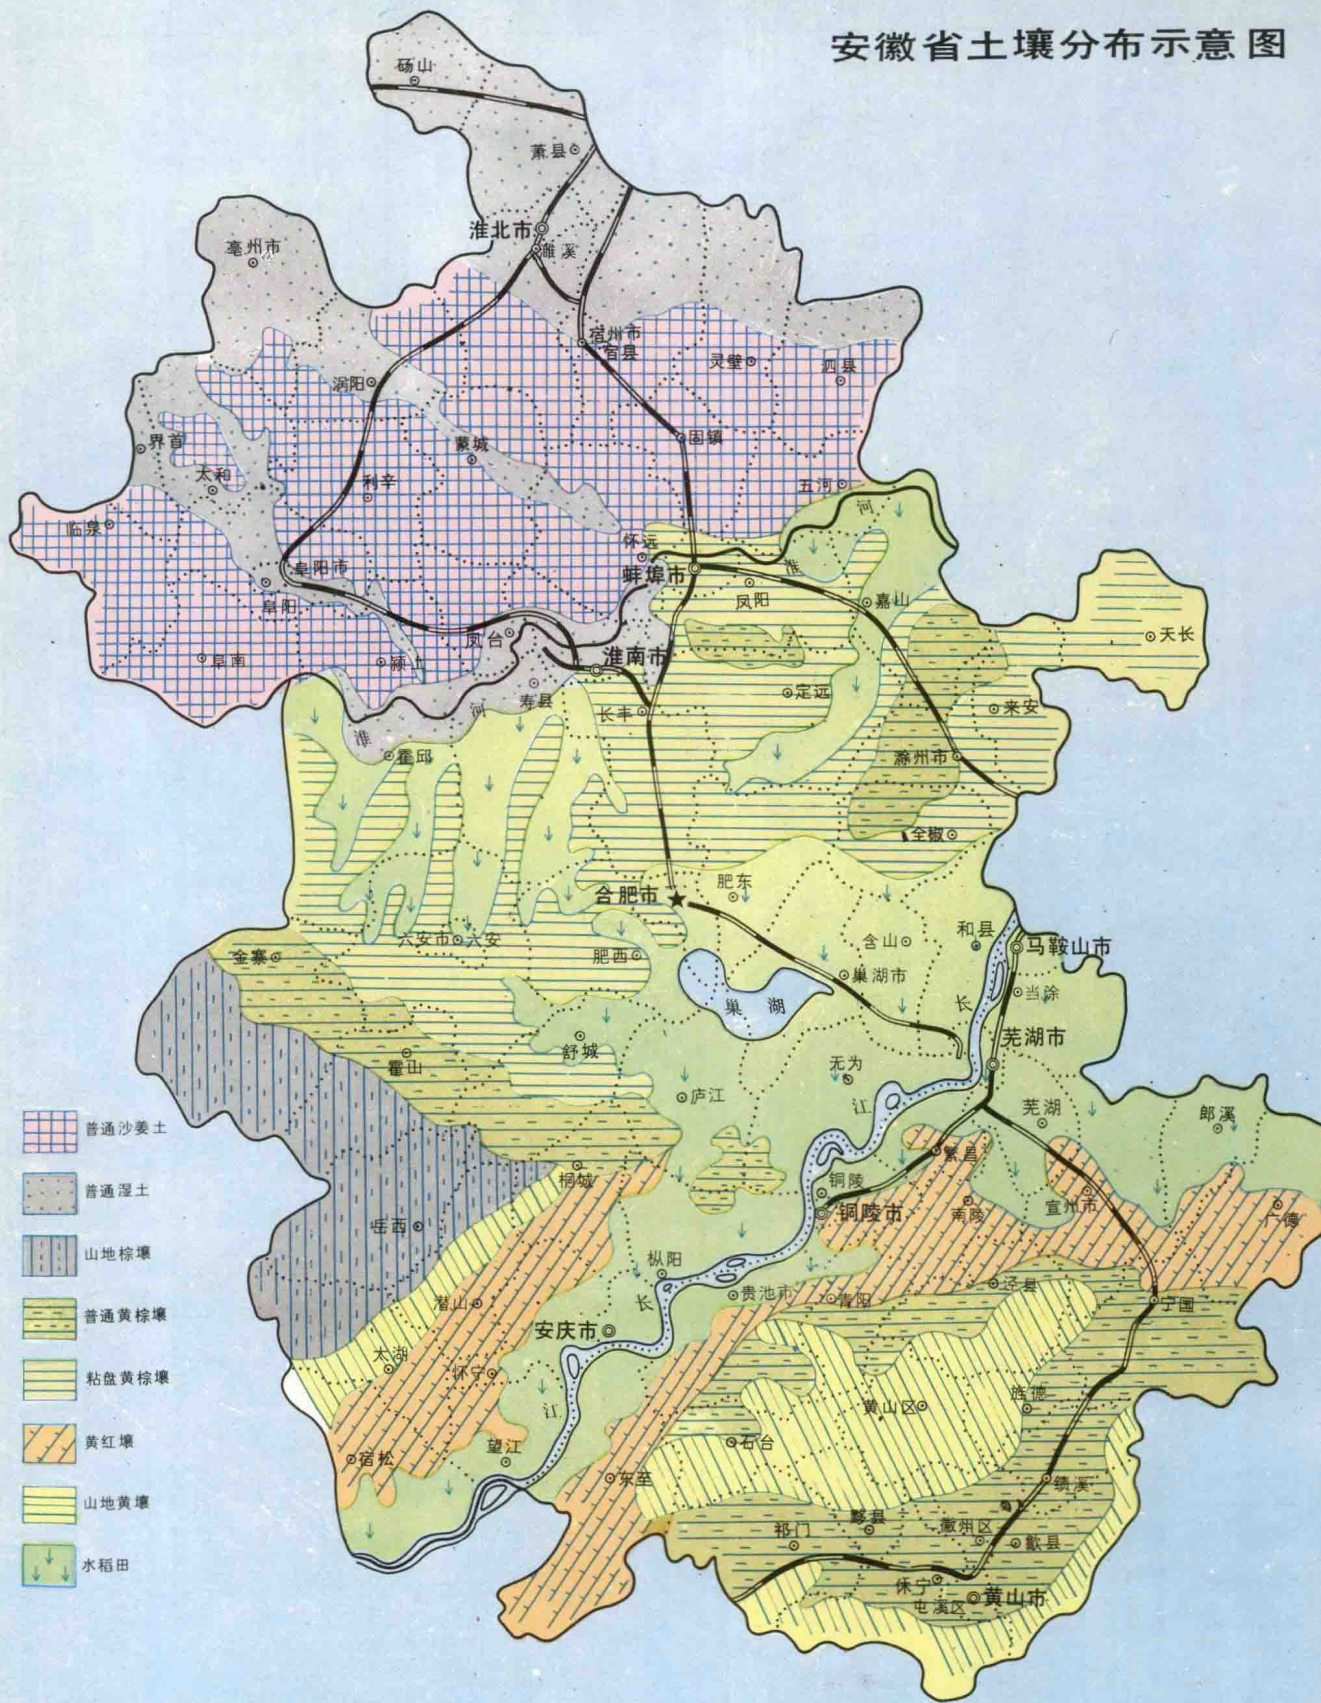 安徽省土壤分布示意图
砀山
萧县
淮北市
濉溪
亳州市
宿州市
宿县
灵璧
泗县
涡阳
界首
蒙城
固镇
太和
利辛
五河
河
临泉
怀远
淮
阜阳市
蚌埠市
阜阳
凤阳
嘉山
凤台
天长
阜南
颍上
淮南市
寿县
定远
河
长丰
来安
淮
霍邱
滁州市
全椒
合肥市
肥东
六安市
六安
肥西
含山
和县
马鞍山市
金寨
巢湖市
巢湖
长
当涂
芜湖市
舒城
霍山
无为
庐江
江
芜湖
郎溪
普通沙姜土
繁昌
桐城
铜陵
普通湿土
铜陵市
南陵
宣州市
广德
岳西
山地棕壤
枞阳
贵池市
青阳
泾县
长
潜山
宁国
普通黄棕壤
安庆市
太湖
怀宁
粘盘黄棕壤
江
黄山区
旌德
黄红壤
望江
石台
宿松
东至
绩溪
山地黄壤
祁门
黟县
徽州区
歙县
水稻田
休宁
屯溪区
黄山市